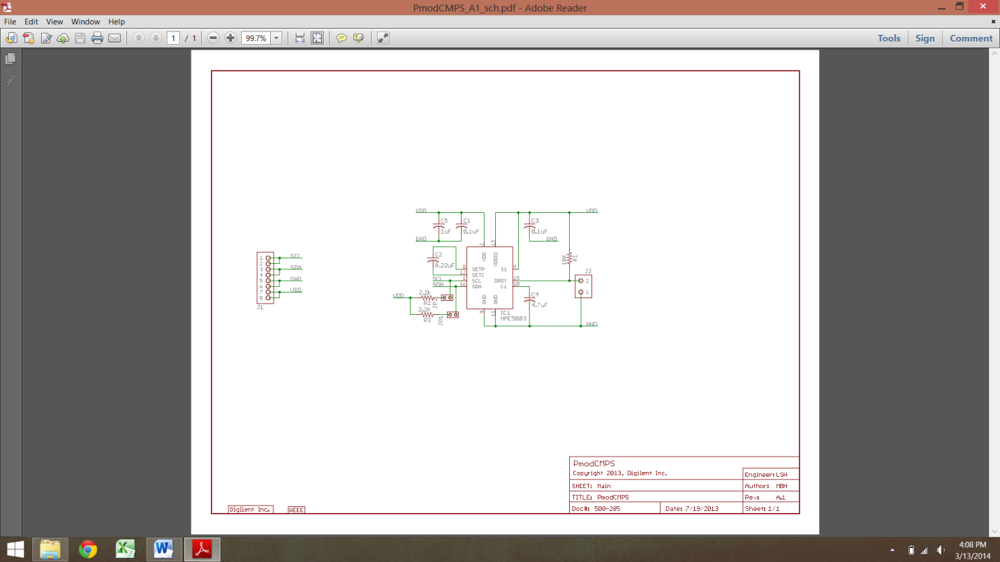 PmodCMPS_A1_sch.pdf - Adobe Reader
File Edit View Window Help
1 / 1 99.7% Tools Sign Comment
VDD VDD
C5 C1 C3
1uF 0.1uF 0.1uF
GND GND
2 13
C2 VDD VDDIO
0.22uF 10K R1
8 SETP S1 4
12 SETC
SCL 1 SCL DRDY 15
SDA 16 SDA C1 10
J2
2
1
1 SCL
2
3 SDA
4
5 GND
6
7 VDD
8
J1
VDD 2.2k
R2 JP2
2.2k
R3 JP1
GND GND
9 11
C4
4.7uF
IC1
HMC5883
GND
PmodCMPS
Copyright 2013, Digilent Inc.
Engineer: LSH
SHEET: Main Author: MBH
TITLE: PmodCMPS Rev: A.1
Doc#: 500-285 Date: 7/19/2013 Sheet: 1/1
Digilent Inc. WEEE
4:08 PM
3/13/2014